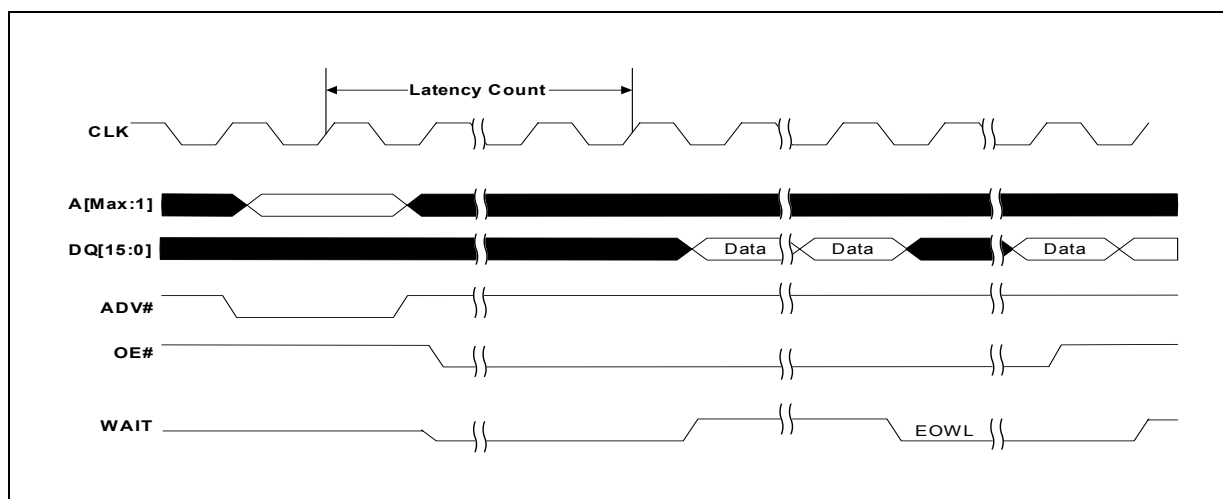 Latency Count
CLK
A[Max:1]
DQ[15:0]
Data
Data
Data
ADV#
OE#
WAIT
EOWL